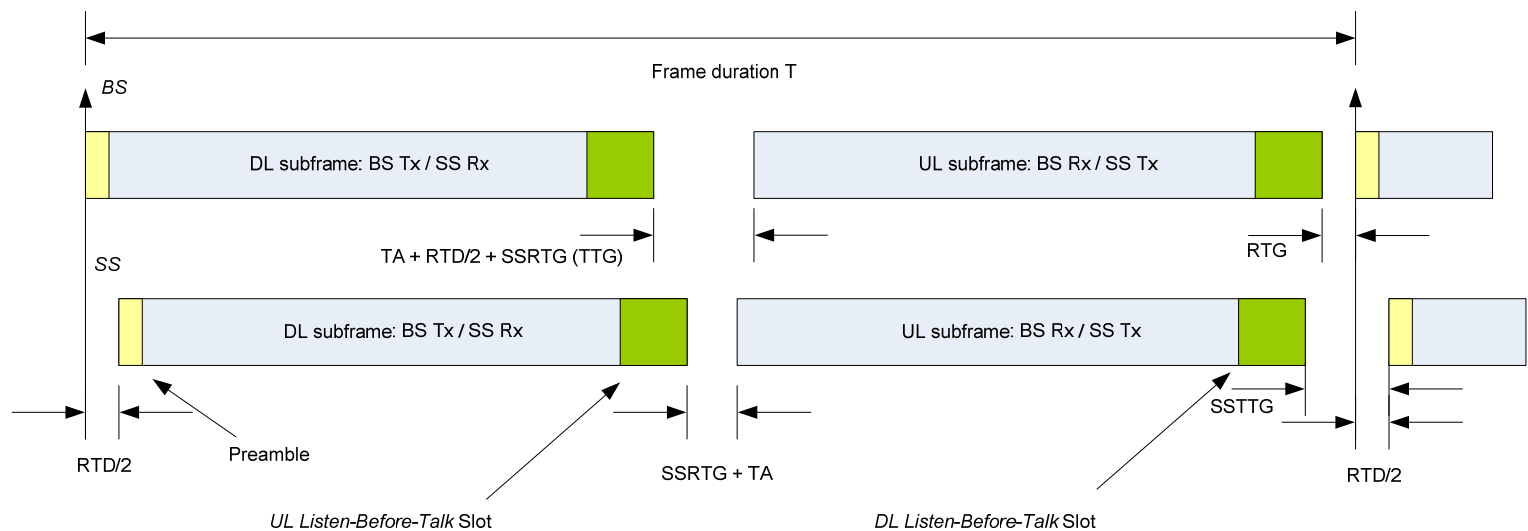 Frame duration T
BS
DL subframe: BS Tx / SS Rx
UL subframe: BS Rx / SS Tx
TA + RTD/2 + SSRTG (TTG)
RTG
SS
DL subframe: BS Tx / SS Rx
UL subframe: BS Rx / SS Tx
SSTTG
Preamble
RTD/2
SSRTG + TA
RTD/2
UL Listen-Before-Talk Slot
DL Listen-Before-Talk Slot